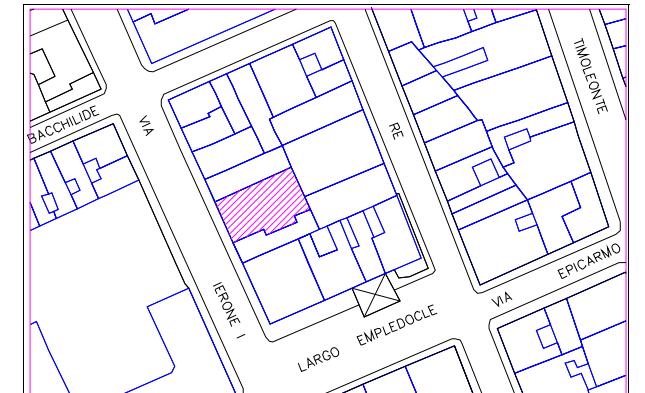 TIMOLEONTE
BACCHILIDE
VIA
RE
IERONE I
VIA
EPICARMO
LARGO
EMPLEDOCLE